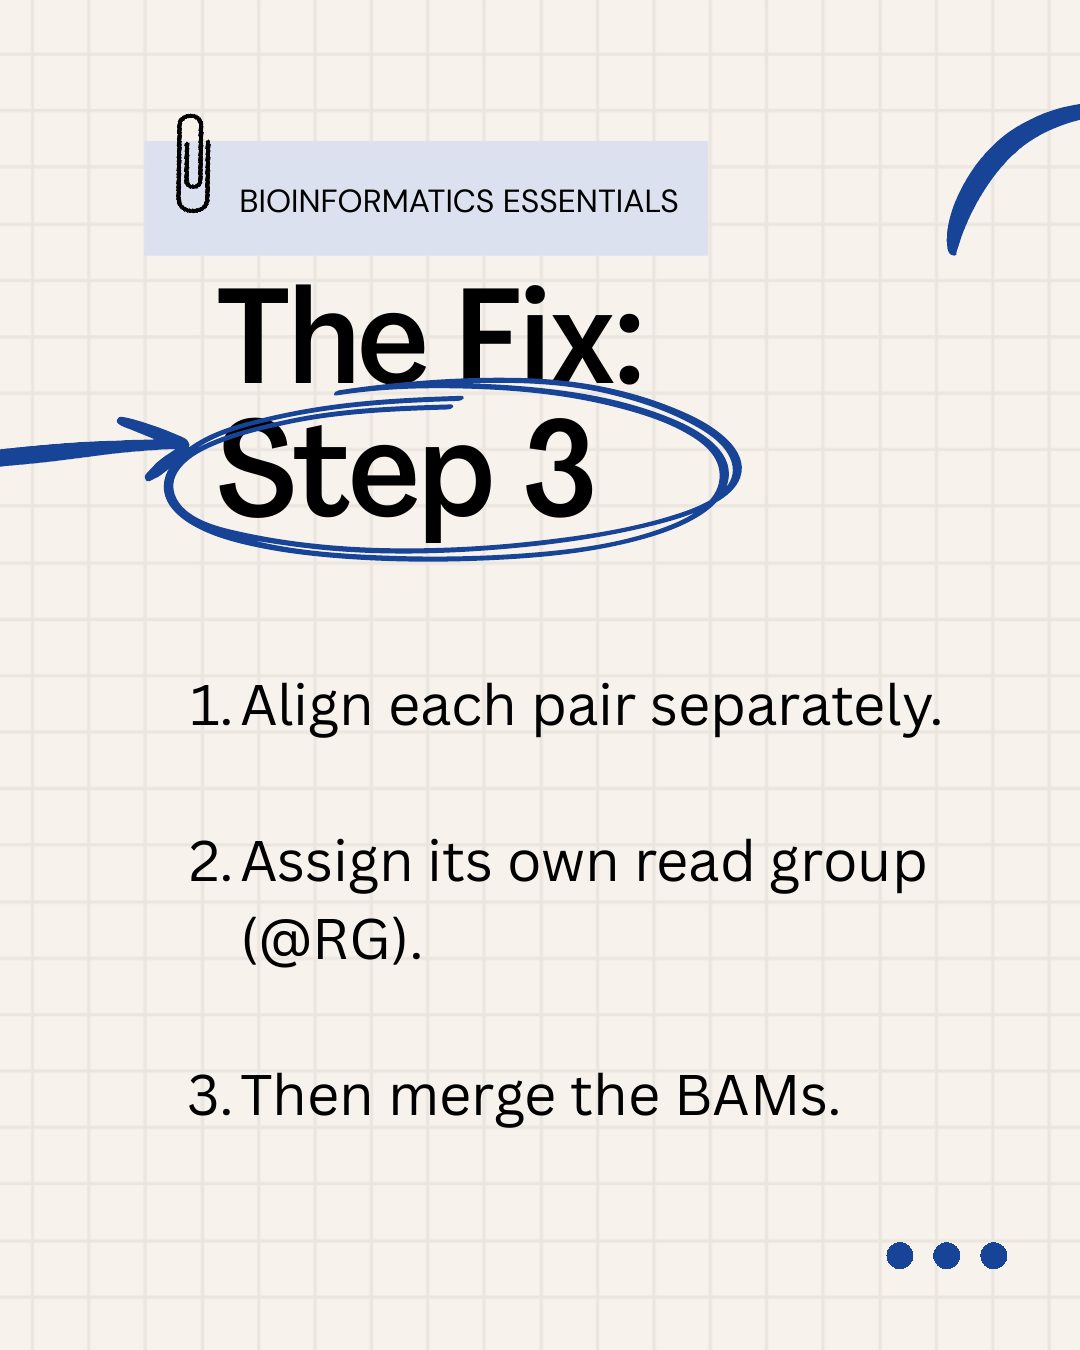 BIOINFORMATICS ESSENTIALS
The Fix:
Step 3
1. Align each pair separately.
2. Assign its own read group
(@RG).
3. Then merge the BAMs.